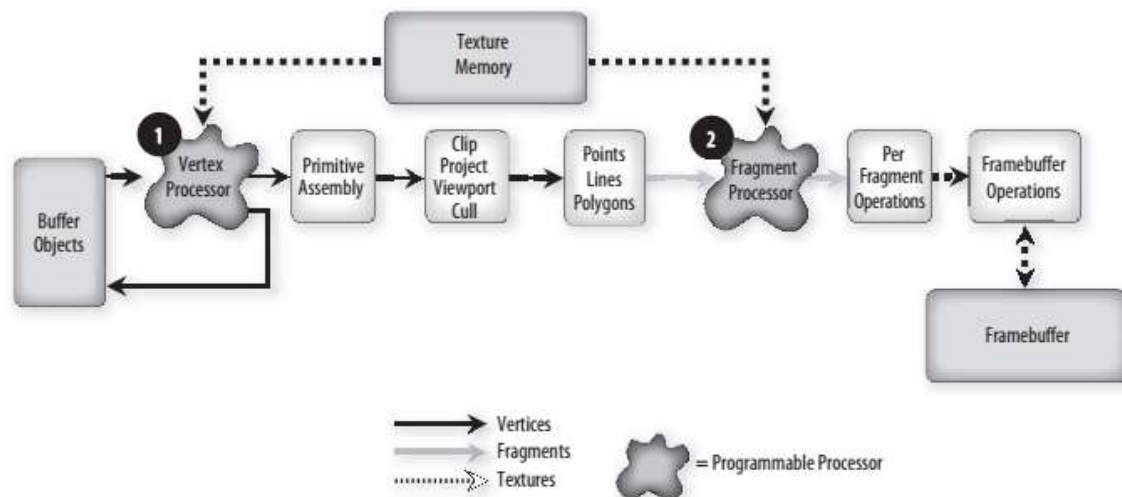 Texture
Memory
1
Vertex
Processor
Primitive
Assembly
Clip
Project
Viewport
Cull
Points
Lines
Polygons
2
Fragment
Processor
Per
Fragment
Operations
Framebuffer
Operations
Buffer
Objects
Framebuffer
Vertices
Fragments
Textures
= Programmable Processor